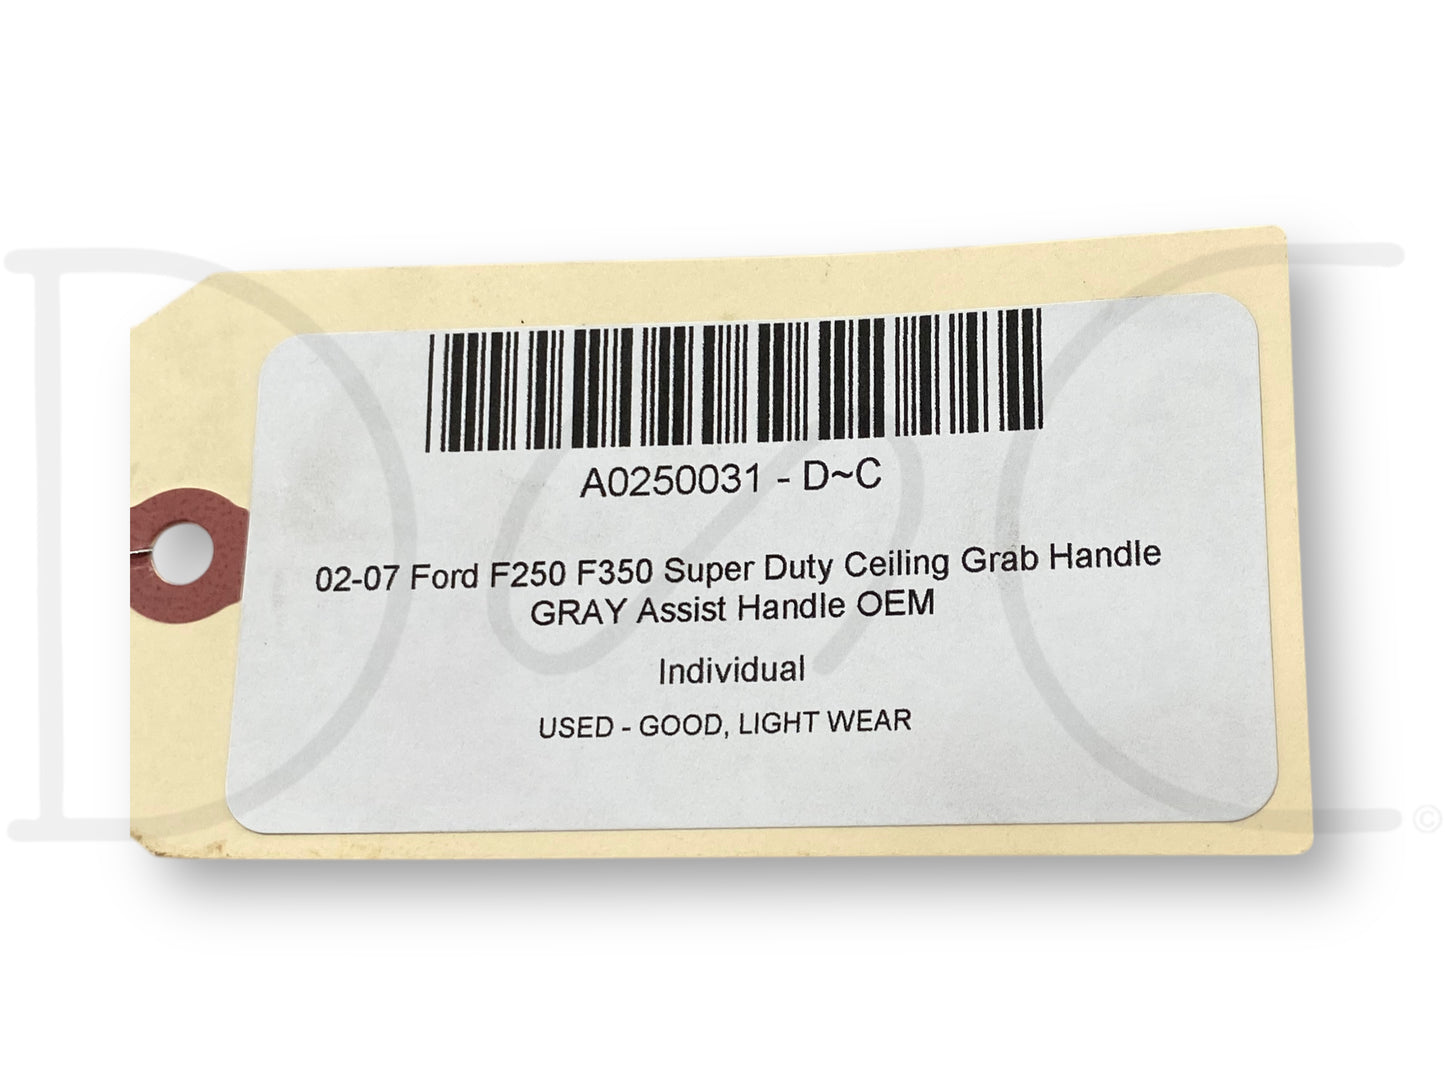 A0250031 - D~C
02-07 Ford F250 F350 Super Duty Ceiling Grab Handle
GRAY Assist Handle OEM
Individual
USED - GOOD, LIGHT WEAR
D~C ©